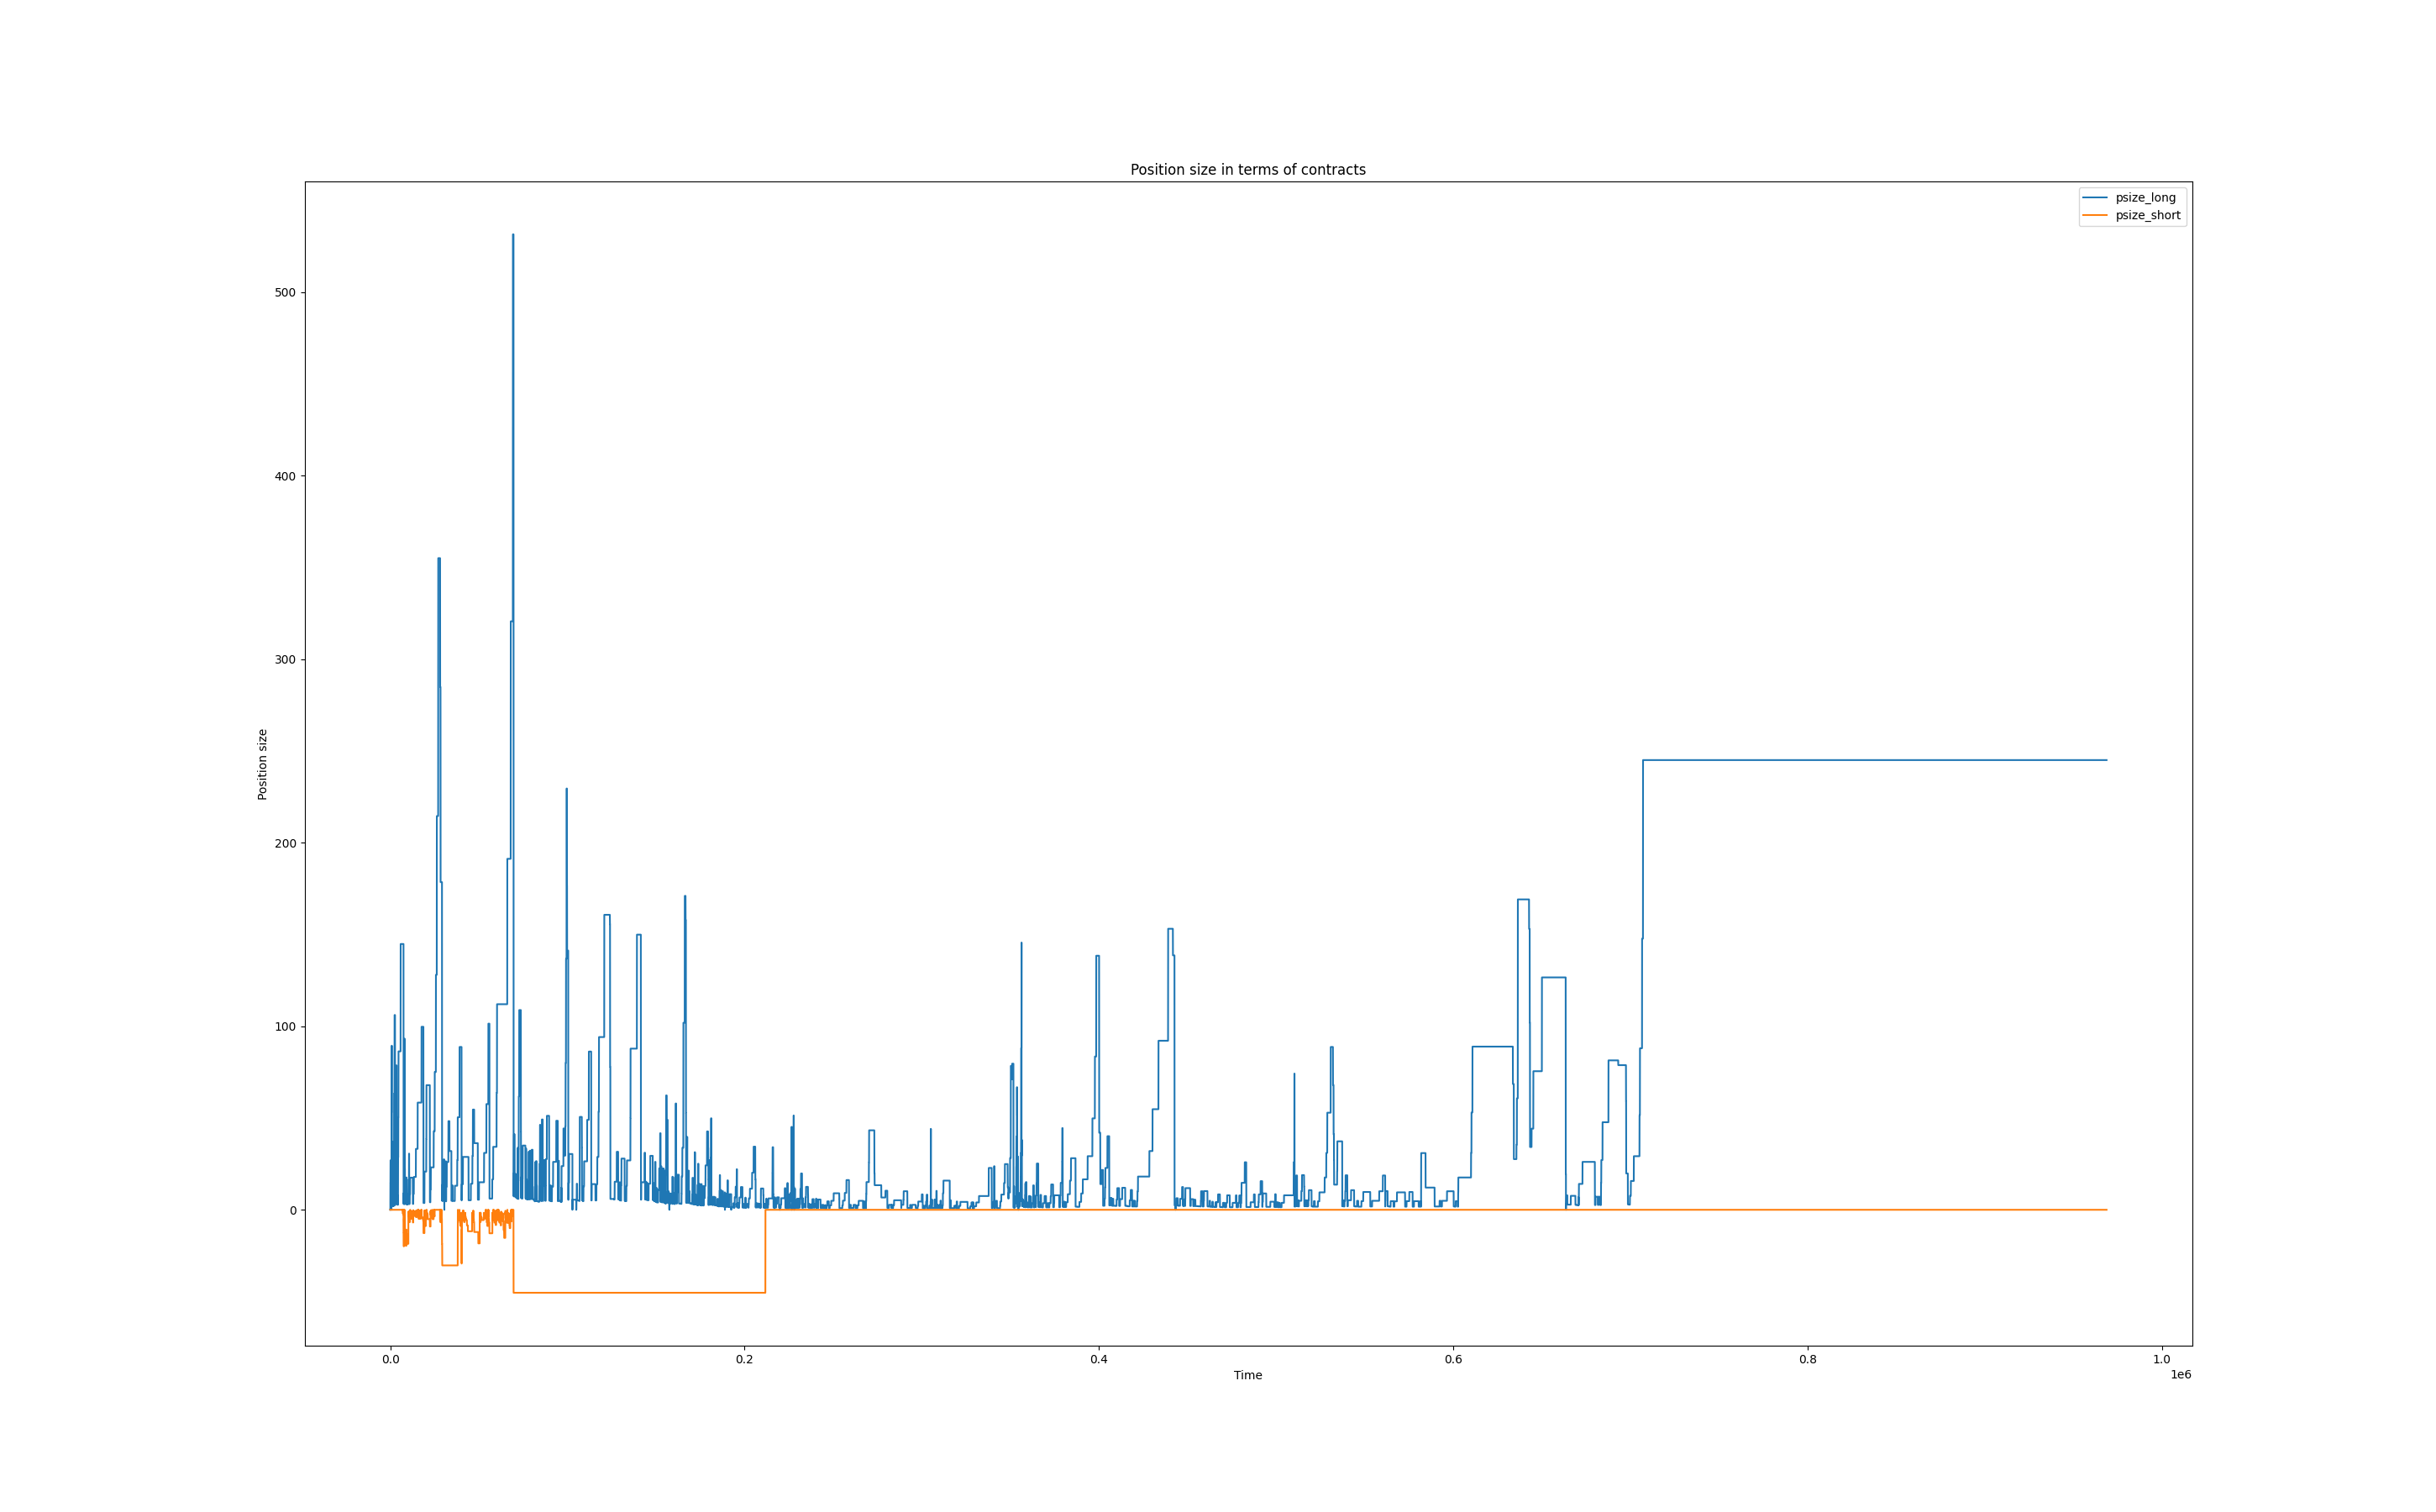 Position size in terms of contracts
psize_long
psize_short
500
400
300
200
100
0
Position size
0.0 0.2 0.4 0.6 0.8 1.0
Time
1e6